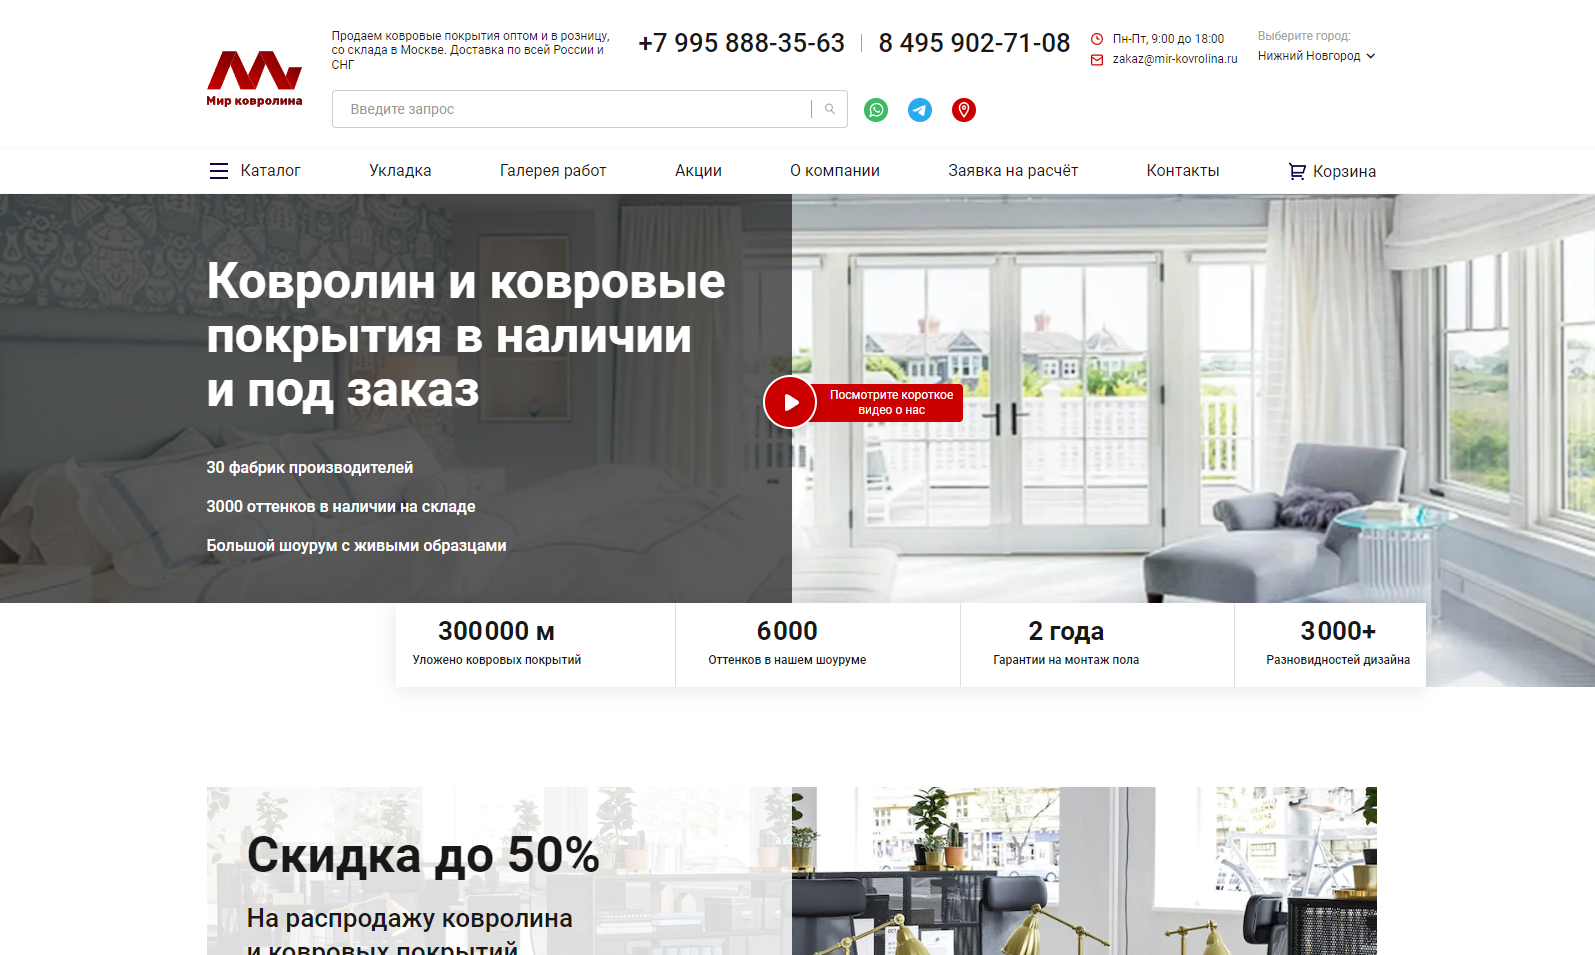 Продаем ковровые покрытия оптом и в розницу,
со склада в Москве. Доставка по всей России и
СНГ
+7 995 888-35-63
8 495 902-71-08
Пн-Пт, 9:00 до 18:00
zakaz@mir-kovrolina.ru
Выберите город:
Нижний Новгород
Мир ковролина
Введите запрос
Каталог
Укладка
Галерея работ
Акции
О компании
Заявка на расчёт
Контакты
Корзина
Ковролин и ковровые
покрытия в наличии
и под заказ
Посмотрите короткое
видео о нас
30 фабрик производителей
3000 оттенков в наличии на складе
Большой шоурум с живыми образцами
300000 м
Уложено ковровых покрытий
6000
Оттенков в нашем шоуруме
2 года
Гарантии на монтаж пола
3000+
Разновидностей дизайна
Скидка до 50%
На распродажу ковролина
и ковровых покрытий